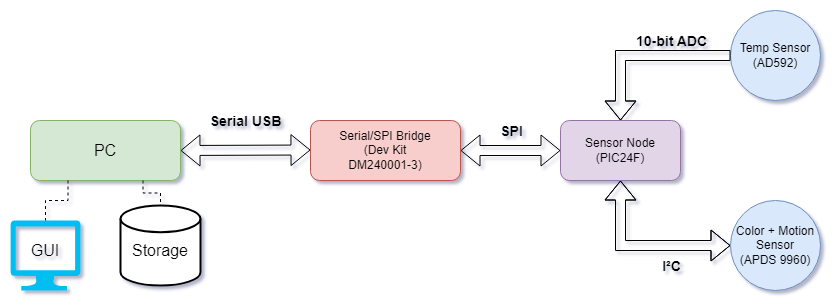 10-bit ADC
Temp Sensor
(AD592)
Serial USB
SPI
PC
Serial/SPI Bridge
(Dev Kit
DM240001-3)
Sensor Node
(PIC24F)
GUI
Storage
I²C
Color + Motion
Sensor
(APDS 9960)